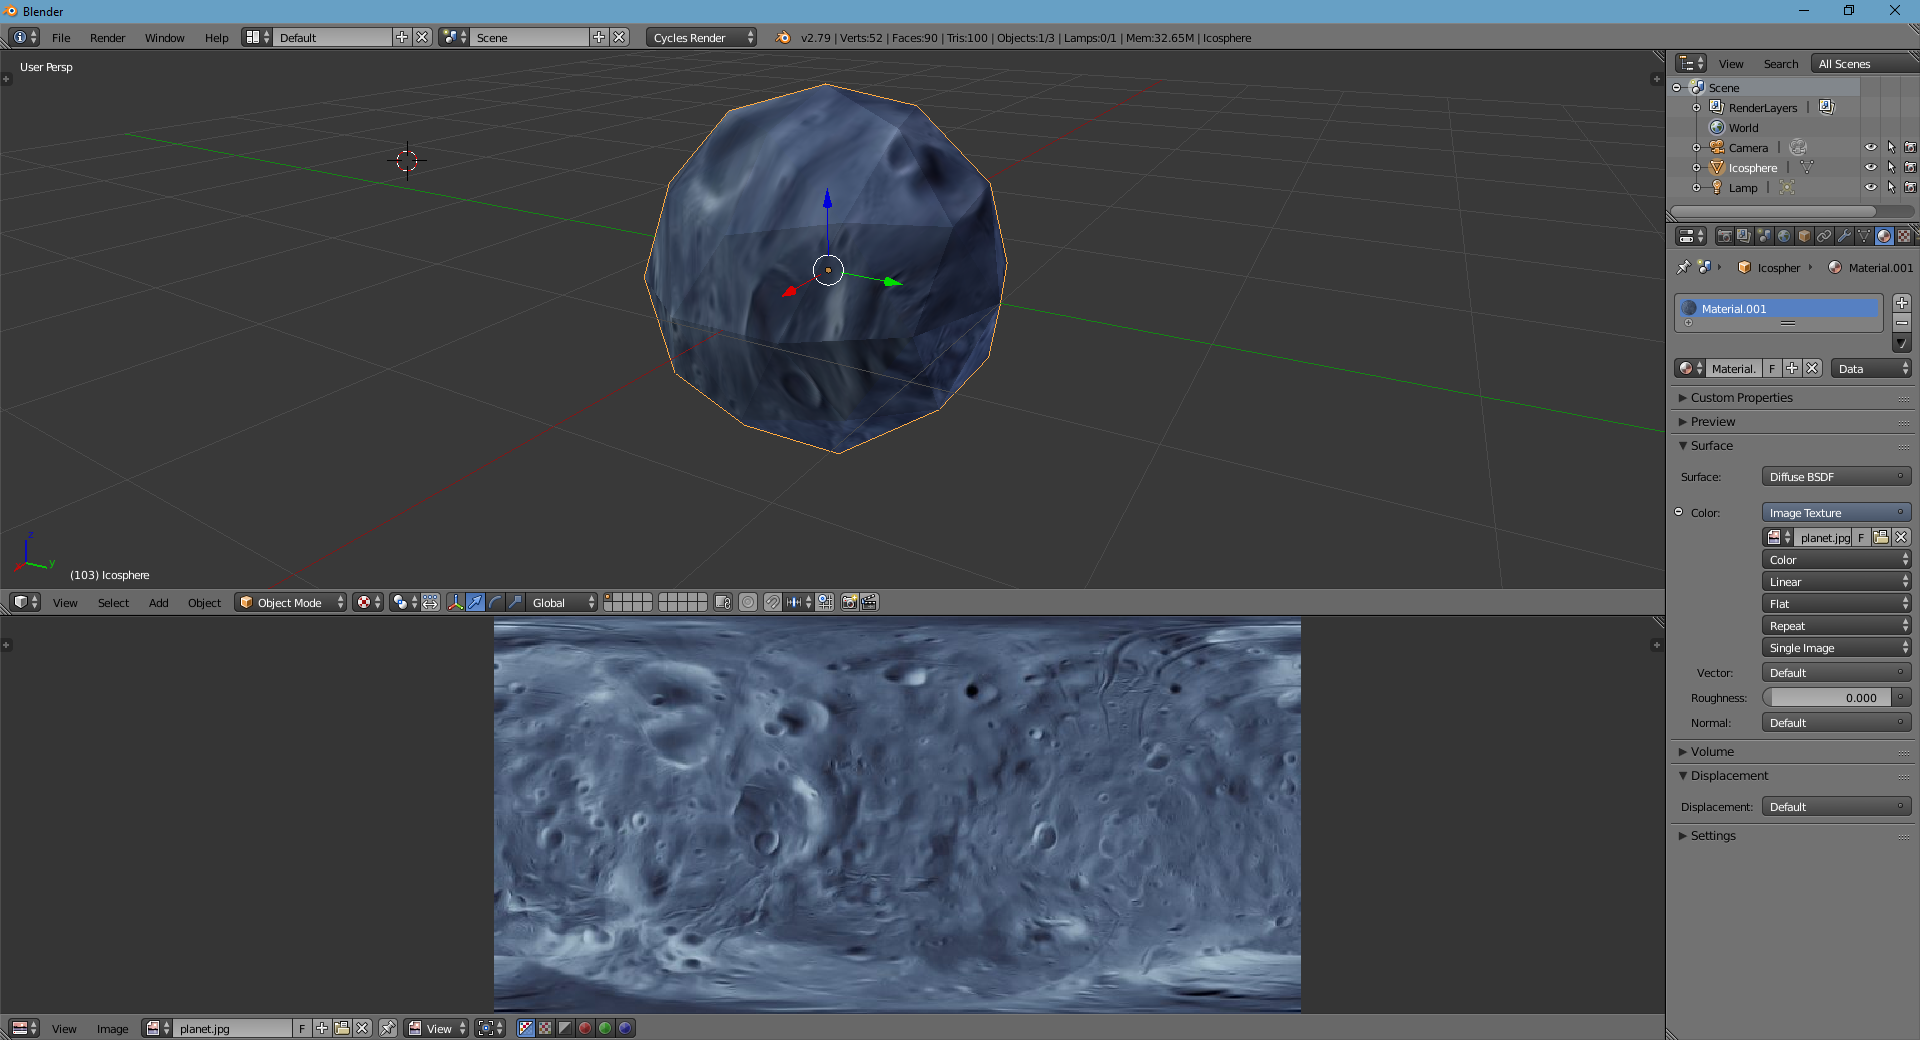 Blender
File Render Window Help Default Scene Cycles Render v2.79 | Verts:52 | Faces:90 | Tris:100 | Objects:1/3 | Lamps:0/1 | Mem:32.65M | Icosphere
User Persp
(103) Icosphere
z
y
View Select Add Object Object Mode Global
View Image planet.jpg F View
View Search All Scenes
Scene
RenderLayers |
World
Camera |
Icosphere |
Lamp |
Icospher Material.001
Material.001
Material. F Data
Custom Properties
Preview
Surface
Surface: Diffuse BSDF
Color: Image Texture
planet.jpg F
Color
Linear
Flat
Repeat
Single Image
Vector: Default
Roughness: 0.000
Normal: Default
Volume
Displacement
Displacement: Default
Settings